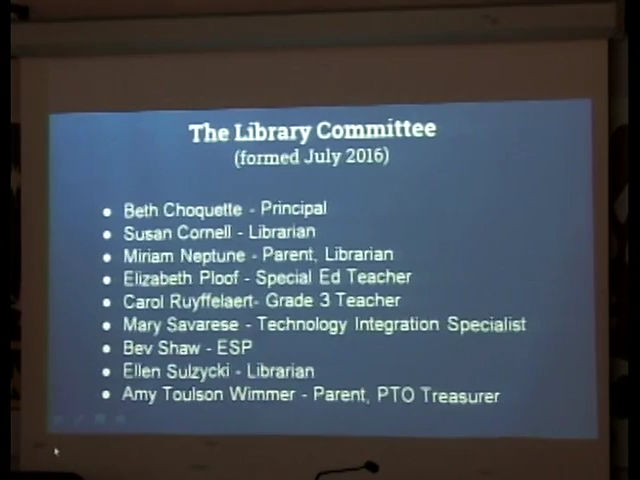 The Library Committee
(formed July 2016)
● Beth Choquette - Principal
● Susan Cornell - Librarian
● Miriam Neptune - Parent, Librarian
● Elizabeth Ploof - Special Ed Teacher
● Carol Ruyffelaert- Grade 3 Teacher
● Mary Savarese - Technology Integration Specialist
● Bev Shaw - ESP
● Ellen Sulzycki - Librarian
● Amy Toulson Wimmer - Parent, PTO Treasurer